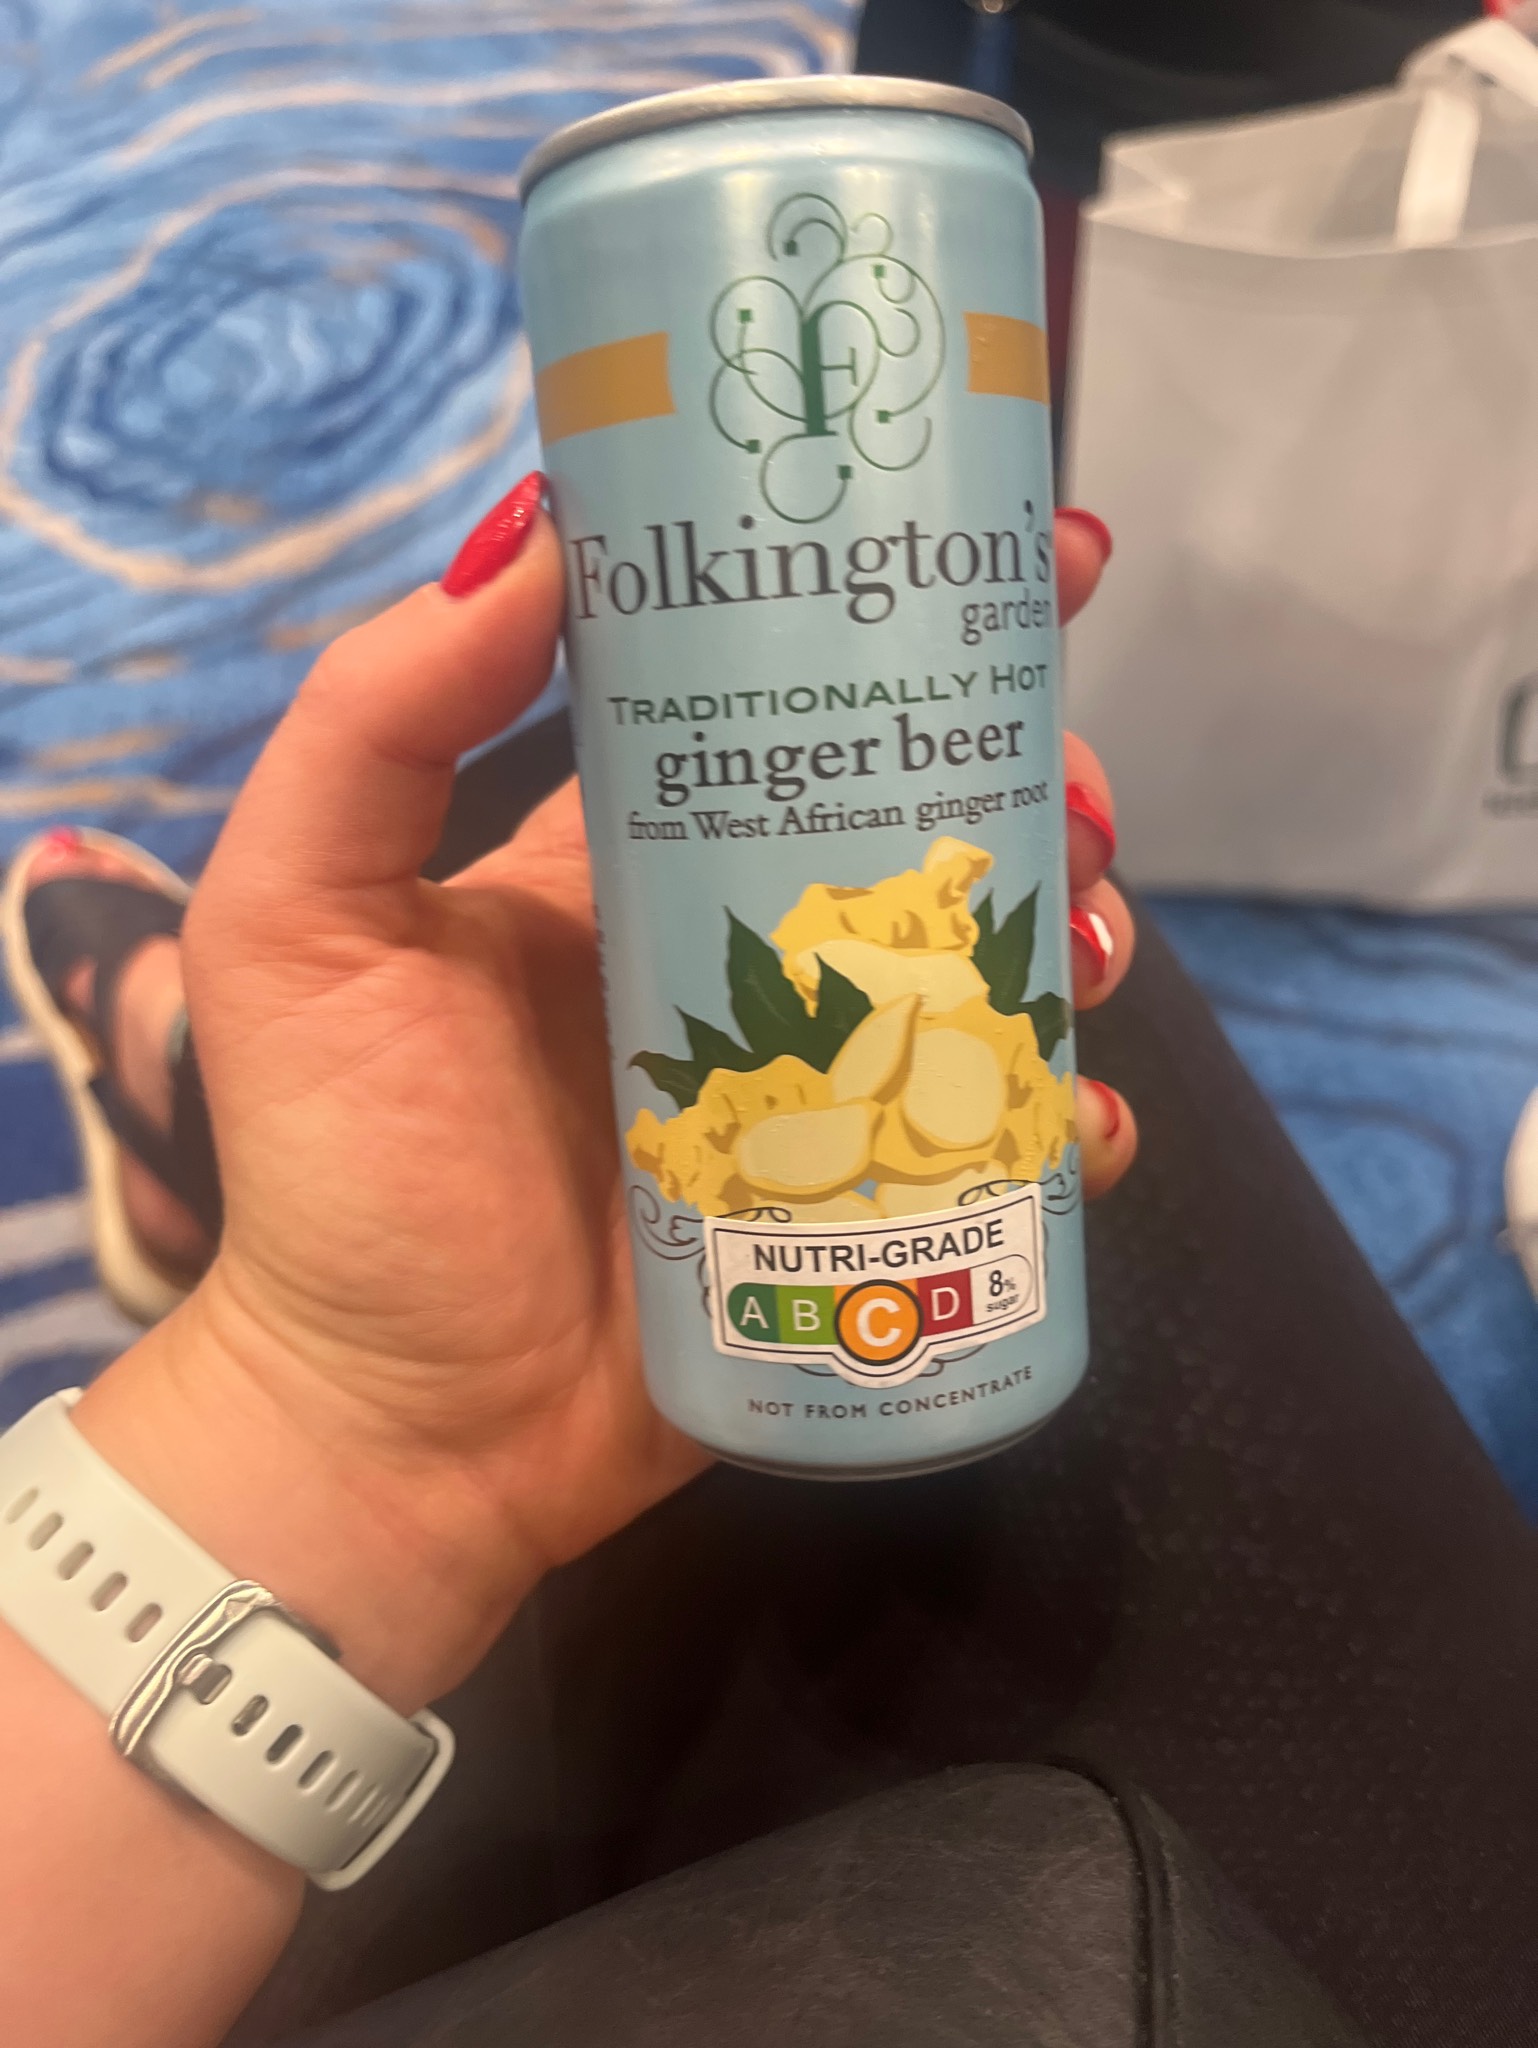 F
Folkington's
garden
TRADITIONALLY HOT
ginger beer
from West African ginger root
NUTRI-GRADE
A B C D 8% sugar
NOT FROM CONCENTRATE